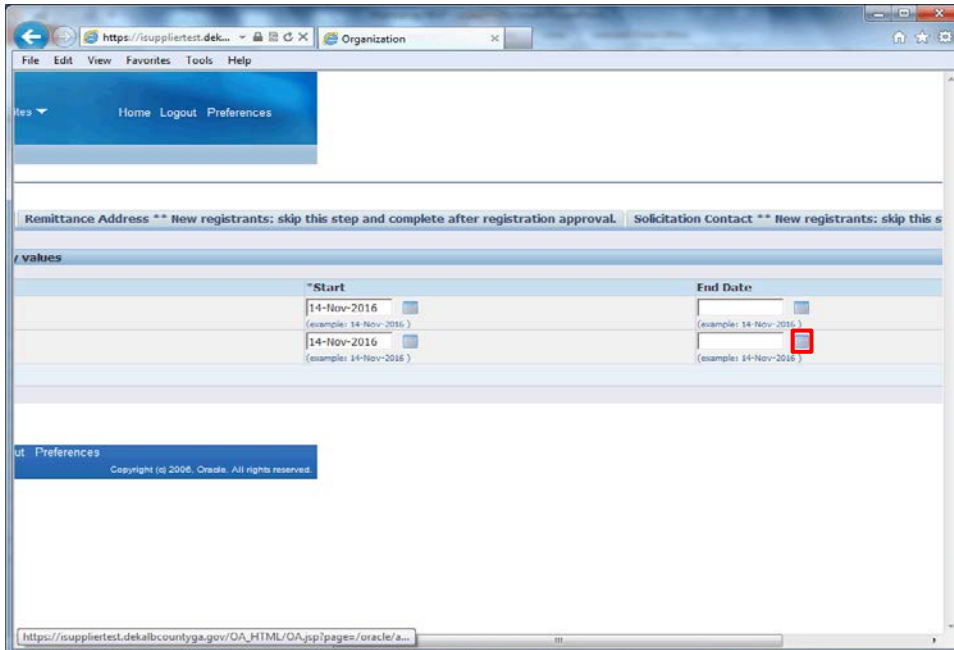 https://isuppliertest.dek...
Organization
File Edit View Favorites Tools Help
ites
Home Logout Preferences
Remittance Address ** New registrants: skip this step and complete after registration approval. Solicitation Contact ** New registrants: skip this s
y values
*Start End Date
14-Nov-2016
(example: 14-Nov-2016 ) (example: 14-Nov-2016 )
14-Nov-2016
(example: 14-Nov-2016 ) (example: 14-Nov-2016 )
ut Preferences
Copyright (c) 2006, Oracle. All rights reserved.
https://isuppliertest.dekalbcountyga.gov/OA_HTML/OA.jsp?page=/oracle/a...